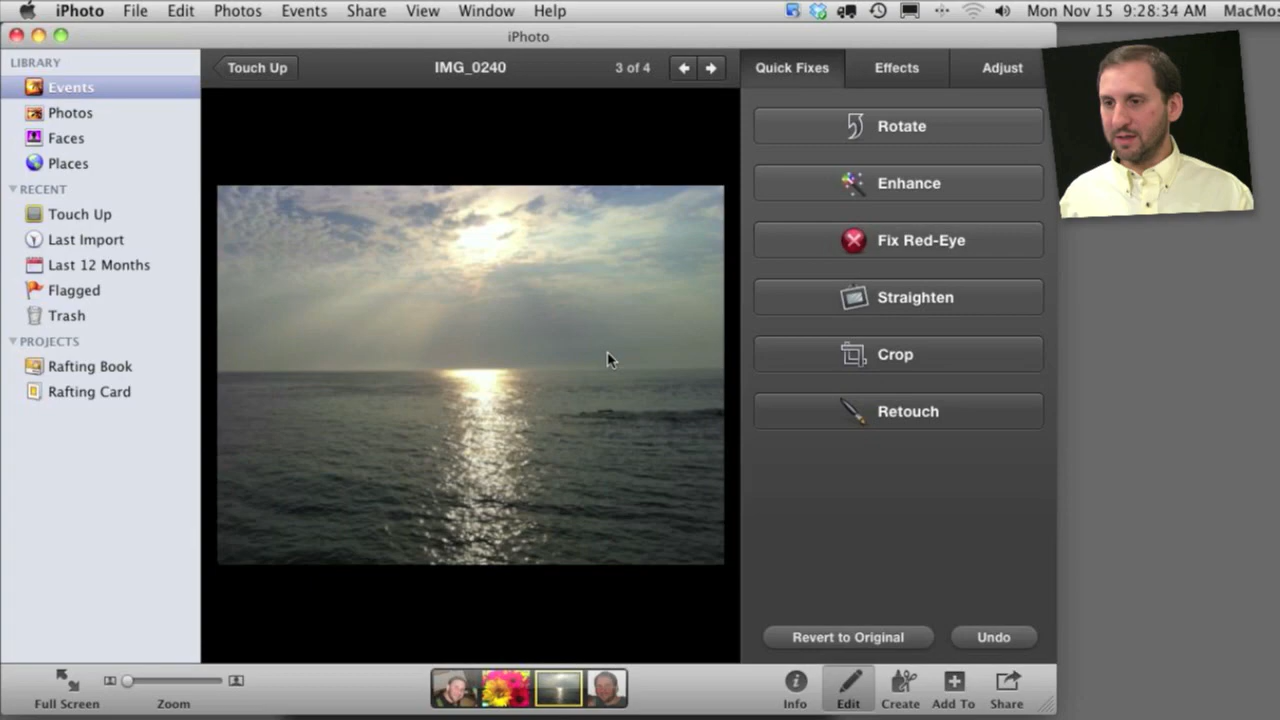 iPhoto File Edit Photos Events Share View Window Help Mon Nov 15 9:28:34 AM MacMos
iPhoto
LIBRARY
Events
Photos
Faces
Places
RECENT
Touch Up
Last Import
Last 12 Months
Flagged
Trash
PROJECTS
Rafting Book
Rafting Card
Touch Up IMG_0240 3 of 4
Quick Fixes Effects Adjust
Rotate
Enhance
Fix Red-Eye
Straighten
Crop
Retouch
Revert to Original Undo
Full Screen Zoom Info Edit Create Add To Share